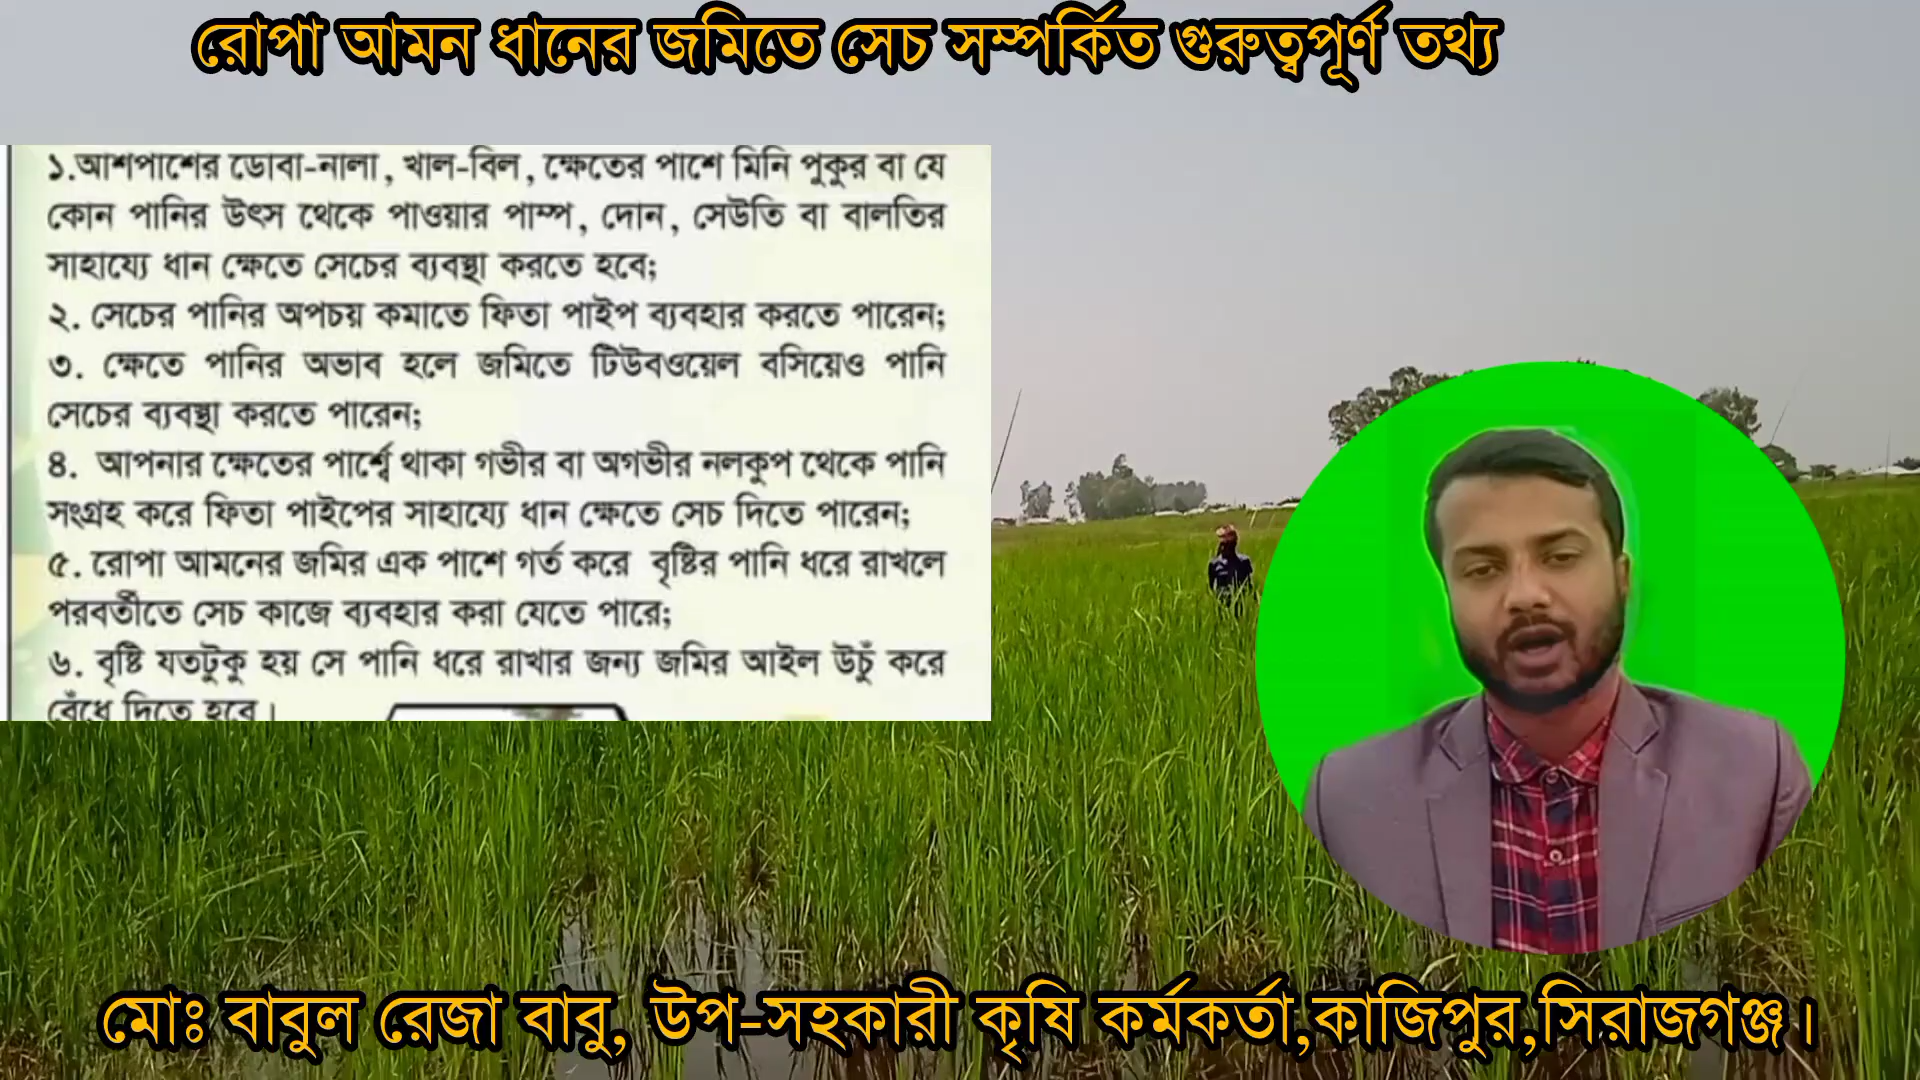 রোপা আমন ধানের জমিতে সেচ সম্পর্কিত গুরুত্বপূর্ণ তথ্য
১.আশপাশের ডোবা-নালা, খাল-বিল, ক্ষেতের পাশে মিনি পুকুর বা যে
কোন পানির উৎস থেকে পাওয়ার পাম্প, দোন, সেউতি বা বালতির
সাহায্যে ধান ক্ষেতে সেচের ব্যবস্থা করতে হবে;
২. সেচের পানির অপচয় কমাতে ফিতা পাইপ ব্যবহার করতে পারেন;
৩. ক্ষেতে পানির অভাব হলে জমিতে টিউবওয়েল বসিয়েও পানি
সেচের ব্যবস্থা করতে পারেন;
৪. আপনার ক্ষেতের পার্শ্বে থাকা গভীর বা অগভীর নলকুপ থেকে পানি
সংগ্রহ করে ফিতা পাইপের সাহায্যে ধান ক্ষেতে সেচ দিতে পারেন;
৫. রোপা আমনের জমির এক পাশে গর্ত করে বৃষ্টির পানি ধরে রাখলে
পরবর্তীতে সেচ কাজে ব্যবহার করা যেতে পারে;
৬. বৃষ্টি যতটুকু হয় সে পানি ধরে রাখার জন্য জমির আইল উচুঁ করে
বেঁধে দিতে হবে।
মোঃ বাবুল রেজা বাবু, উপ-সহকারী কৃষি কর্মকর্তা,কাজিপুর,সিরাজগঞ্জ।